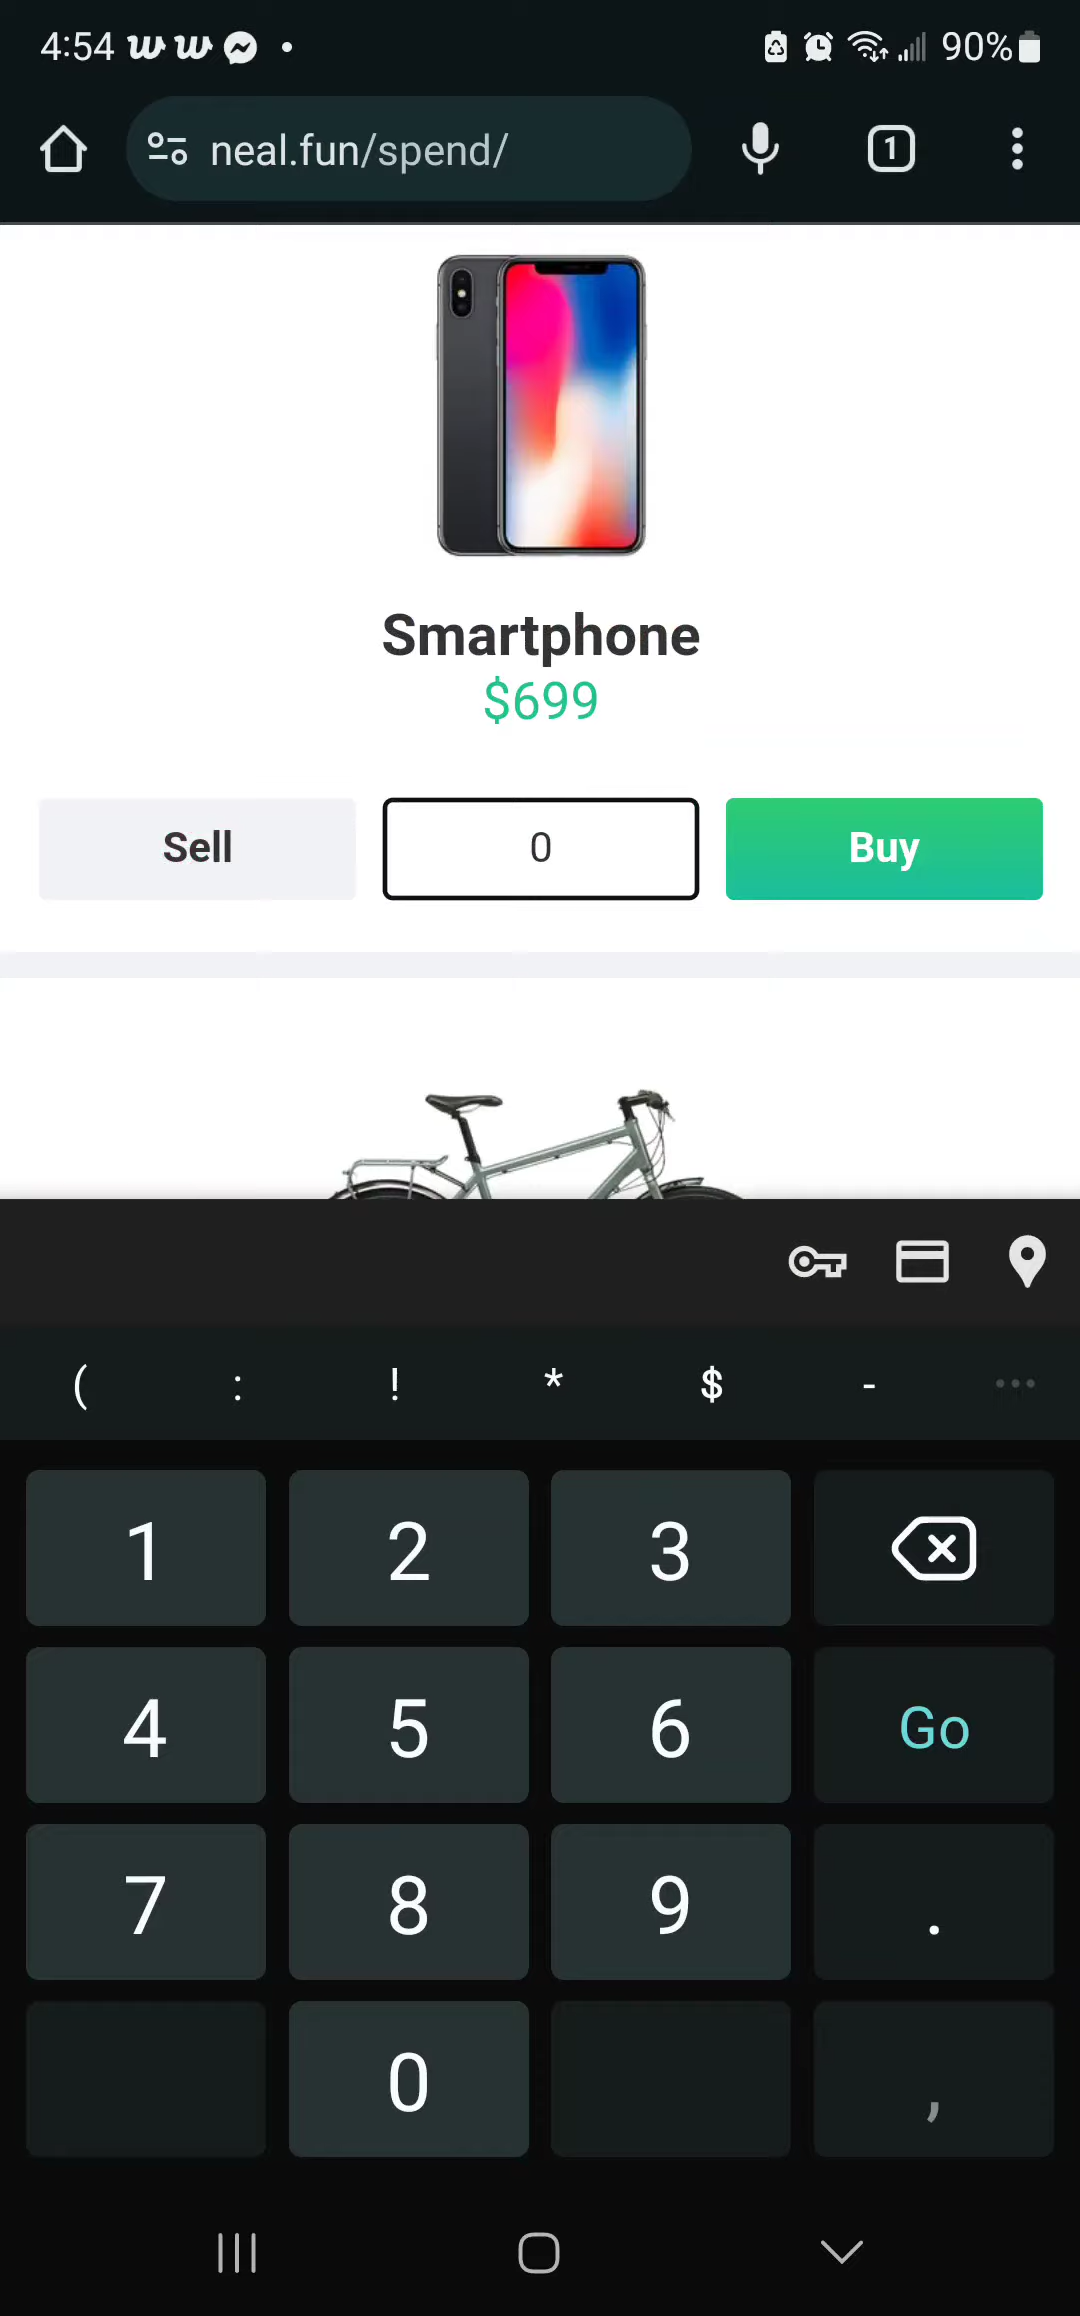 4:54 90%
neal.fun/spend/ 1
Smartphone
$699
Sell 0 Buy
( : ! * $ - ...
1 2 3
4 5 6 Go
7 8 9 .
0 ,